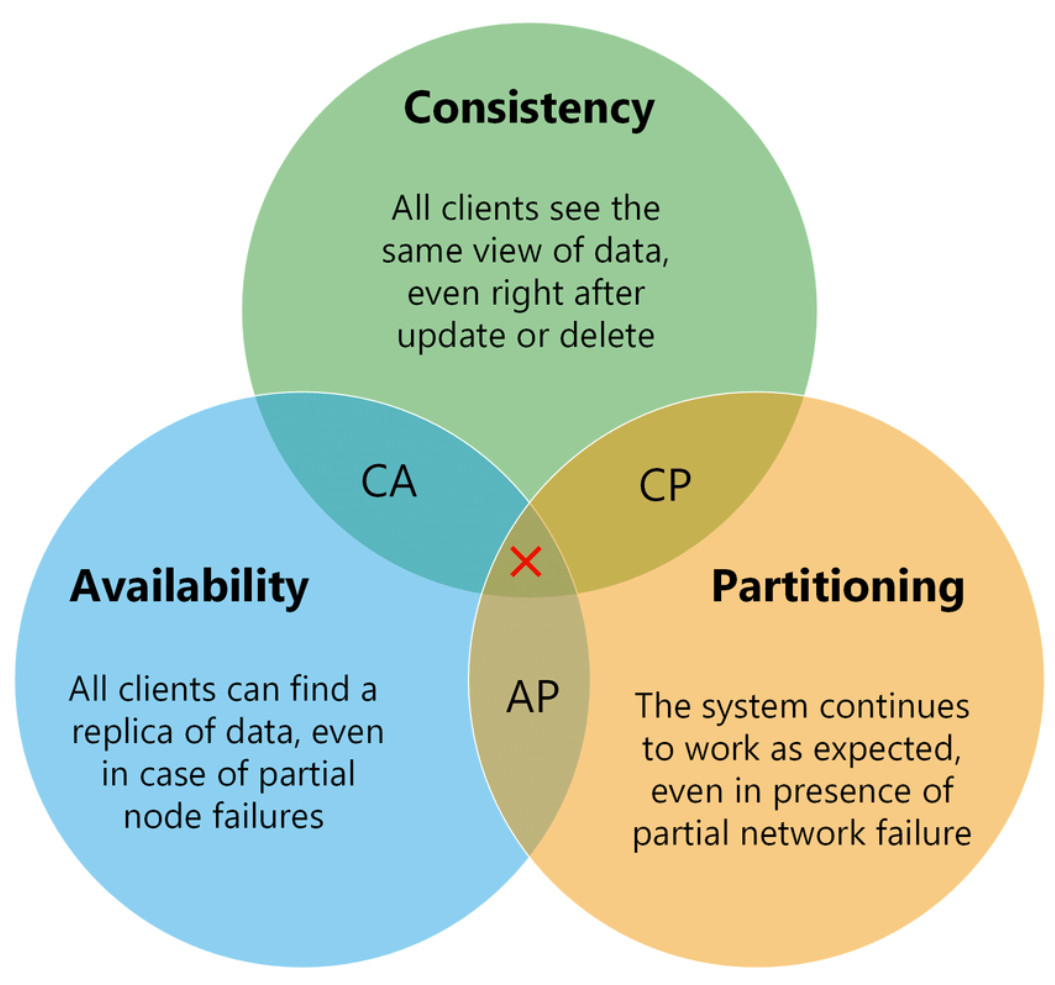 Consistency
All clients see the
same view of data,
even right after
update or delete
CA
CP
Availability
All clients can find a
replica of data, even
in case of partial
node failures
Partitioning
The system continues
to work as expected,
even in presence of
partial network failure
AP